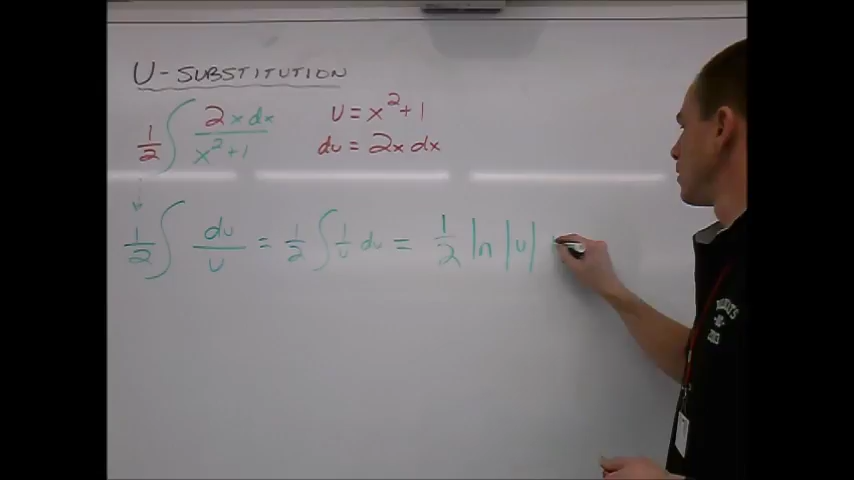 U-SUBSTITUTION
1/2 ∫ 2x dx / x²+1 U = x²+1
du = 2x dx
1/2 ∫ du/u = 1/2 ∫ 1/u du = 1/2 ln |u|
2013